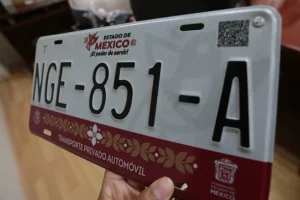 ESTADO DE
MÉXICO
¡El poder de servir!
NGE-851-A
TRANSPORTE PRIVADO AUTOMÓVIL